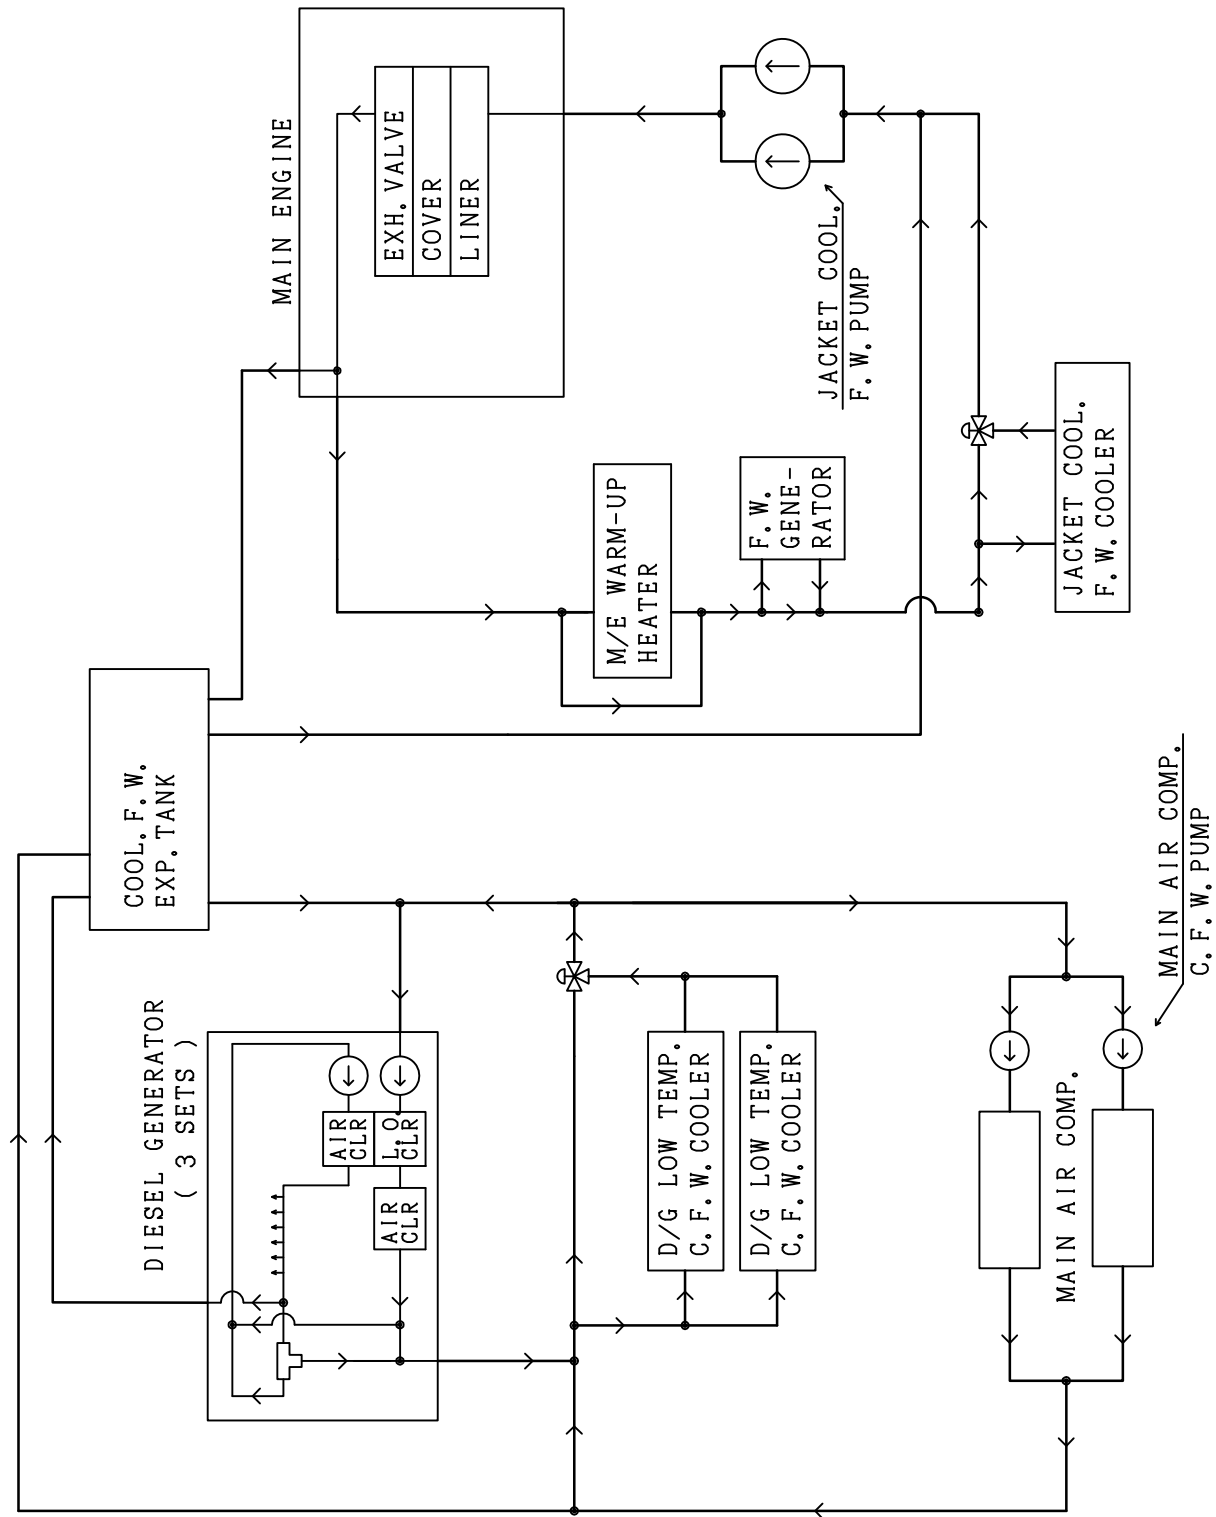 MAIN ENGINE
EXH. VALVE
COVER
LINER
JACKET COOL.
F. W. PUMP
M/E WARM-UP
HEATER
F. W.
GENE-
RATOR
JACKET COOL.
F. W. COOLER
COOL. F. W.
EXP. TANK
DIESEL GENERATOR
( 3 SETS )
AIR
CLR
L.O.
CLR
AIR
CLR
D/G LOW TEMP.
C. F. W. COOLER
D/G LOW TEMP.
C. F. W. COOLER
MAIN AIR COMP.
MAIN AIR COMP.
C. F. W. PUMP